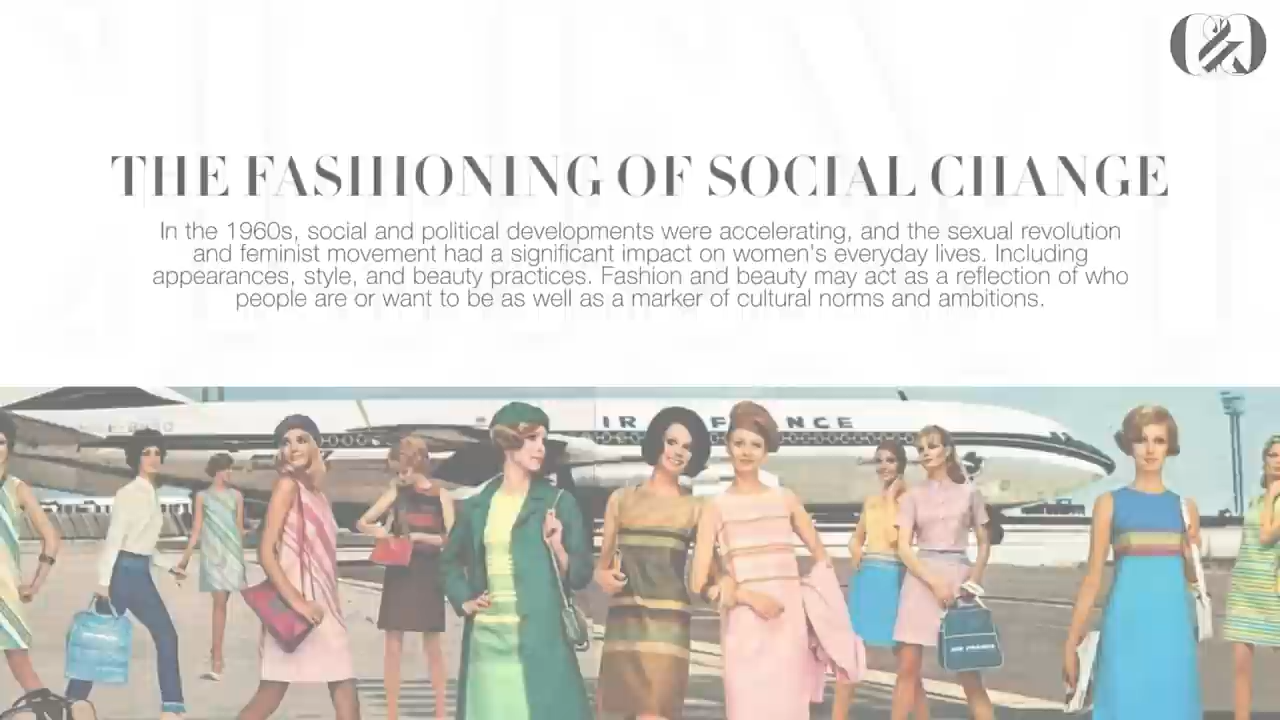 THE FASHIONING OF SOCIAL CHANGE
In the 1960s, social and political developments were accelerating, and the sexual revolution
and feminist movement had a significant impact on women's everyday lives. Including
appearances, style, and beauty practices. Fashion and beauty may act as a reflection of who
people are or want to be as well as a marker of cultural norms and ambitions.
AIR FRANCE